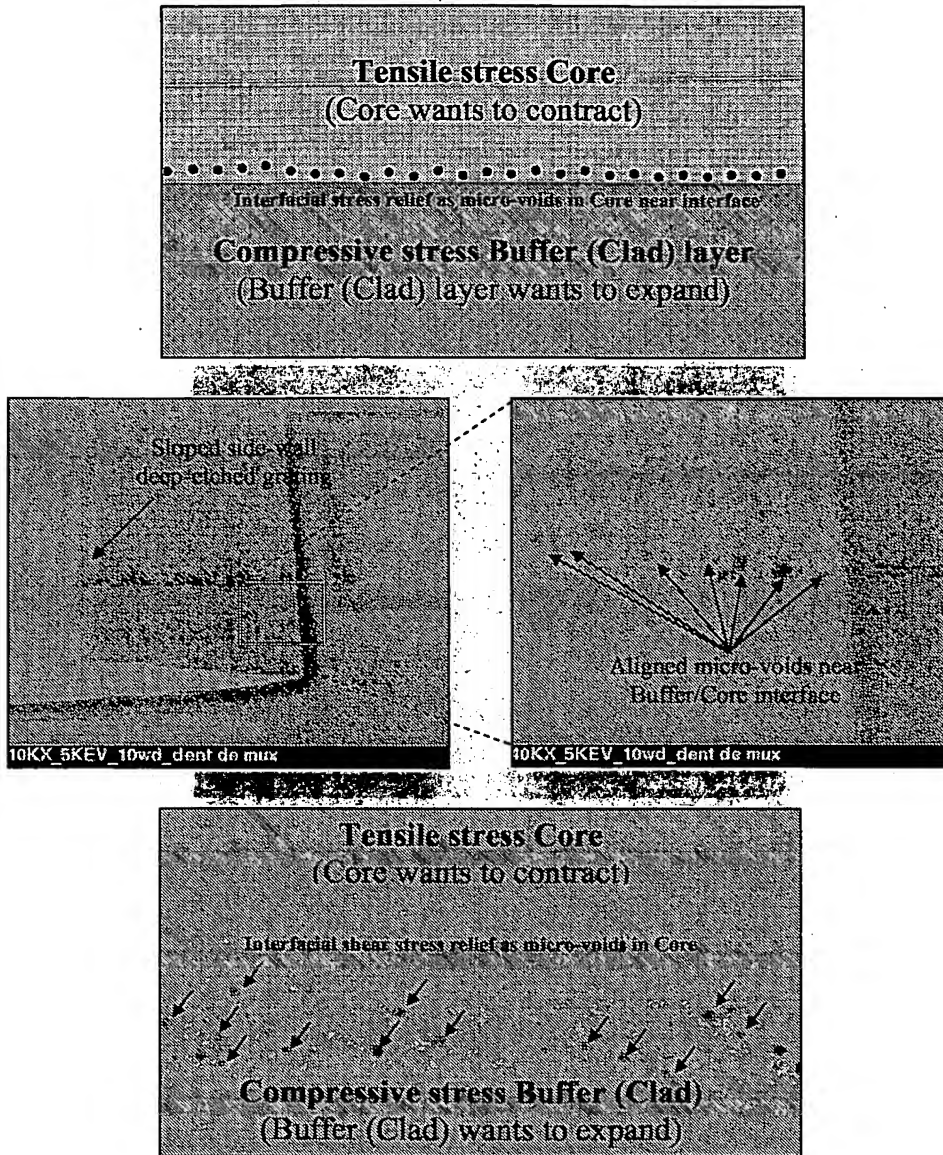 Tensile stress Core
(Core wants to contract)
Interfacial stress relief as micro-voids in Core near interface
Compressive stress Buffer (Clad) layer
(Buffer (Clad) layer wants to expand)
Sloped side-wall
deep-etched grating
10KX_5KEV_10wd_dent de mux
Aligned micro-voids near
Buffer/Core interface
40KX_5KEV_10wd_dent de mux
Tensile stress Core
(Core wants to contract)
Interfacial shear stress relief as micro-voids in Core
Compressive stress Buffer (Clad)
(Buffer (Clad) wants to expand)